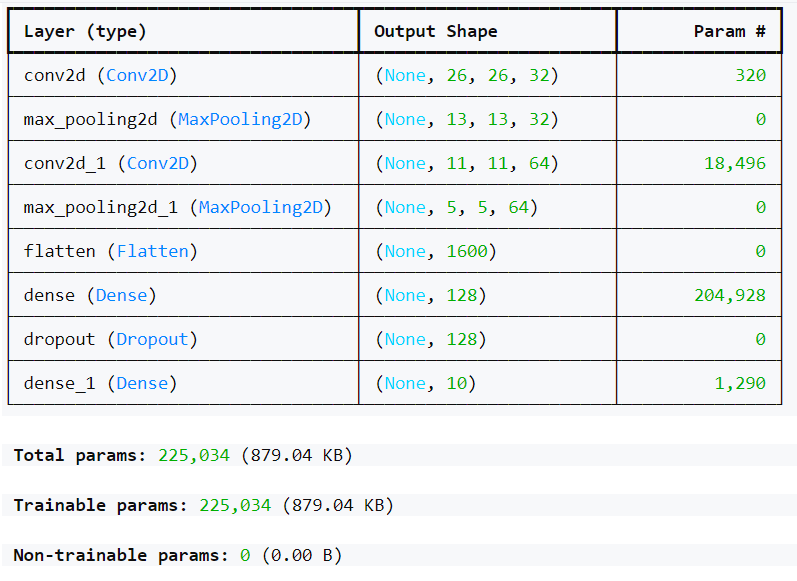 Layer (type) Output Shape Param #
conv2d (Conv2D) (None, 26, 26, 32) 320
max_pooling2d (MaxPooling2D) (None, 13, 13, 32) 0
conv2d_1 (Conv2D) (None, 11, 11, 64) 18,496
max_pooling2d_1 (MaxPooling2D) (None, 5, 5, 64) 0
flatten (Flatten) (None, 1600) 0
dense (Dense) (None, 128) 204,928
dropout (Dropout) (None, 128) 0
dense_1 (Dense) (None, 10) 1,290
Total params: 225,034 (879.04 KB)
Trainable params: 225,034 (879.04 KB)
Non-trainable params: 0 (0.00 B)